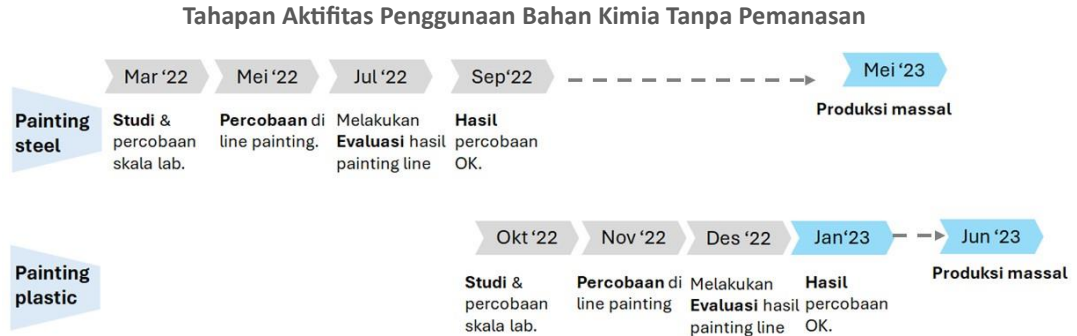 Tahapan Aktifitas Penggunaan Bahan Kimia Tanpa Pemanasan
Mar ‘22 Mei ‘22 Jul ‘22 Sep‘22 Mei ‘23
Painting steel
Studi & percobaan skala lab.
Percobaan di line painting.
Melakukan Evaluasi hasil painting line
Hasil percobaan OK.
Produksi massal
Okt ‘22 Nov ‘22 Des ‘22 Jan‘23 Jun ‘23
Painting plastic
Studi & percobaan skala lab.
Percobaan di line painting
Melakukan Evaluasi hasil painting line
Hasil percobaan OK.
Produksi massal